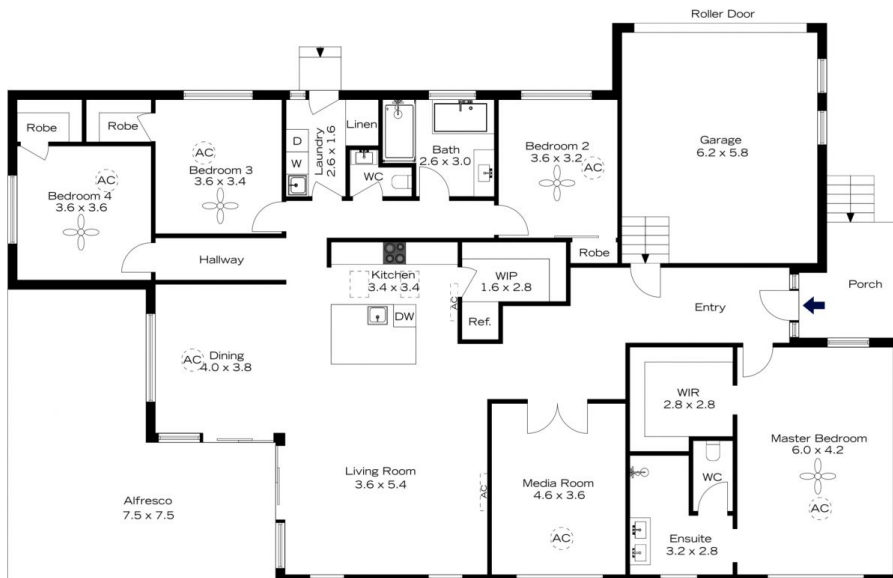 Roller Door
Robe
Robe
AC
Bedroom 3
3.6 x 3.4
D
W
Laundry
2.6 x 1.6
Linen
WC
Bath
2.6 x 3.0
Bedroom 2
3.6 x 3.2
AC
Garage
6.2 x 5.8
AC
Bedroom 4
3.6 x 3.6
Hallway
Kitchen
3.4 x 3.4
AC
WIP
1.6 x 2.8
Robe
Ref.
DW
Entry
Porch
AC
Dining
4.0 x 3.8
WIR
2.8 x 2.8
Master Bedroom
6.0 x 4.2
AC
Living Room
3.6 x 5.4
AC
Media Room
4.6 x 3.6
AC
WC
Ensuite
3.2 x 2.8
Alfresco
7.5 x 7.5